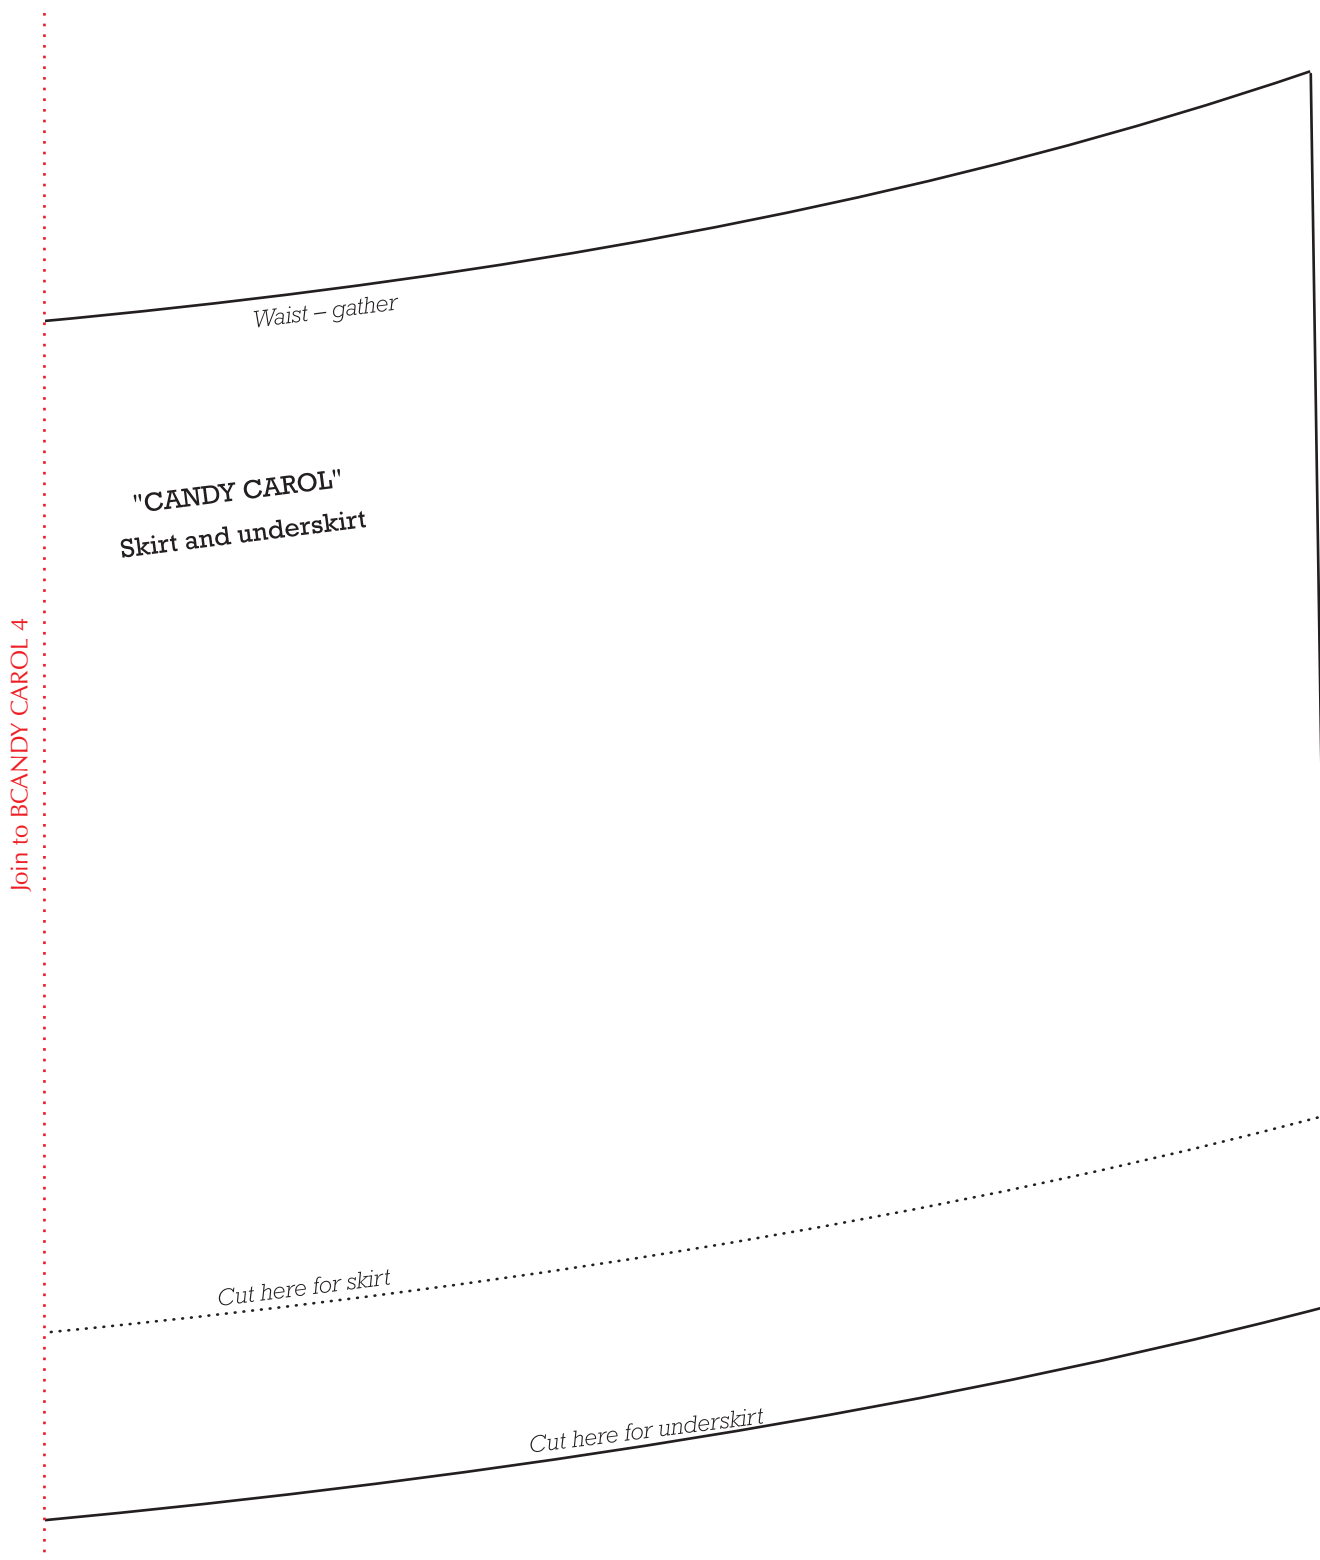 Waist – gather
"CANDY CAROL"
Skirt and underskirt
Join to BCANDY CAROL 4
Cut here for skirt
Cut here for underskirt